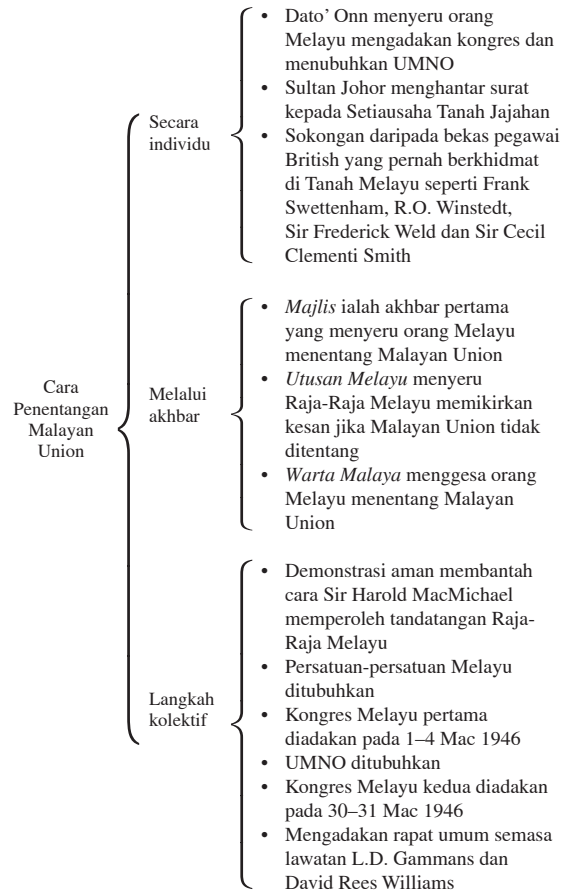 Cara
Penentangan
Malayan
Union
Secara
individu
• Dato’ Onn menyeru orang
Melayu mengadakan kongres dan
menubuhkan UMNO
• Sultan Johor menghantar surat
kepada Setiausaha Tanah Jajahan
• Sokongan daripada bekas pegawai
British yang pernah berkhidmat
di Tanah Melayu seperti Frank
Swettenham, R.O. Winstedt,
Sir Frederick Weld dan Sir Cecil
Clementi Smith
Melalui
akhbar
• Majlis ialah akhbar pertama
yang menyeru orang Melayu
menentang Malayan Union
• Utusan Melayu menyeru
Raja-Raja Melayu memikirkan
kesan jika Malayan Union tidak
ditentang
• Warta Malaya menggesa orang
Melayu menentang Malayan
Union
Langkah
kolektif
• Demonstrasi aman membantah
cara Sir Harold MacMichael
memperoleh tandatangan Raja-
Raja Melayu
• Persatuan-persatuan Melayu
ditubuhkan
• Kongres Melayu pertama
diadakan pada 1–4 Mac 1946
• UMNO ditubuhkan
• Kongres Melayu kedua diadakan
pada 30–31 Mac 1946
• Mengadakan rapat umum semasa
lawatan L.D. Gammans dan
David Rees Williams